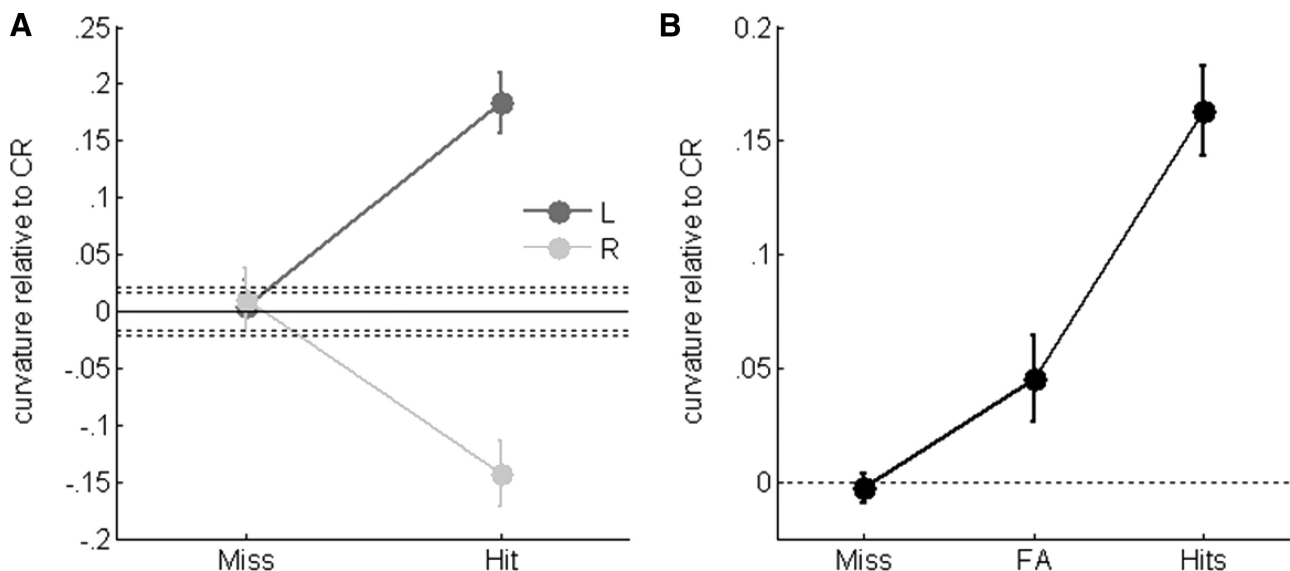 A
curvature relative to CR
.25
.2
.15
.1
.05
0
-.05
-.1
-.15
-.2
Miss
Hit
L
R
B
curvature relative to CR
0.2
.15
.1
.05
0
Miss
FA
Hits